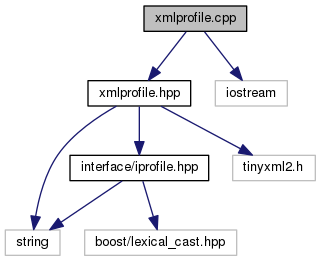 xmlprofile.cpp
xmlprofile.hpp
iostream
interface/iprofile.hpp
tinyxml2.h
string
boost/lexical_cast.hpp